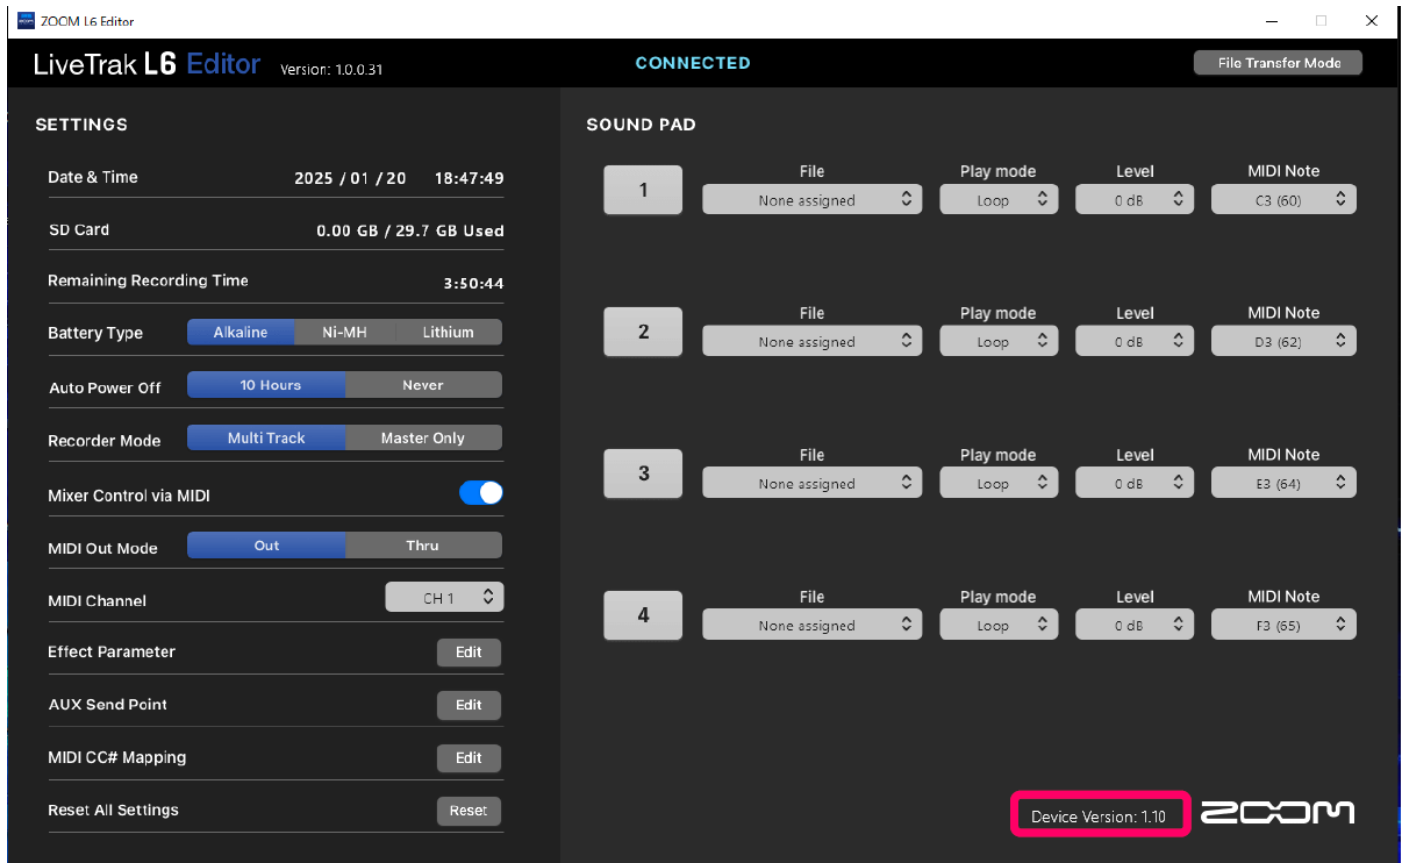 ZOOM L6 Editor
LiveTrak L6 Editor Version: 1.0.0.31
CONNECTED
File Transfer Mode
SETTINGS
Date & Time 2025 / 01 / 20 18:47:49
SD Card 0.00 GB / 29.7 GB Used
Remaining Recording Time 3:50:44
Battery Type Alkaline Ni-MH Lithium
Auto Power Off 10 Hours Never
Recorder Mode Multi Track Master Only
Mixer Control via MIDI
MIDI Out Mode Out Thru
MIDI Channel CH 1
Effect Parameter Edit
AUX Send Point Edit
MIDI CC# Mapping Edit
Reset All Settings Reset
SOUND PAD
File Play mode Level MIDI Note
1 None assigned Loop 0 dB C3 (60)
File Play mode Level MIDI Note
2 None assigned Loop 0 dB D3 (62)
File Play mode Level MIDI Note
3 None assigned Loop 0 dB E3 (64)
File Play mode Level MIDI Note
4 None assigned Loop 0 dB F3 (65)
Device Version: 1.10 ZOOM